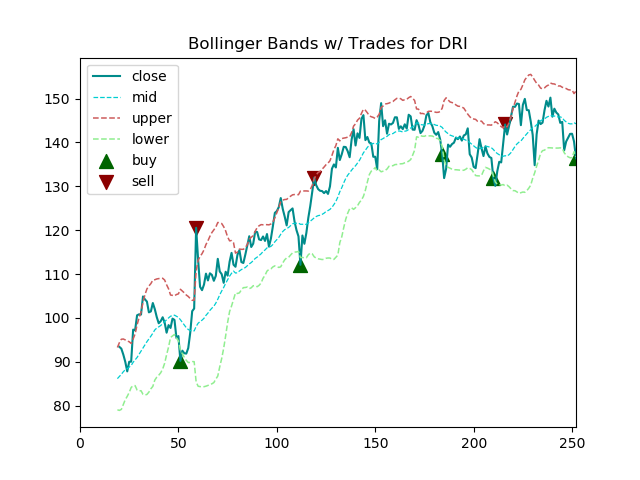 Bollinger Bands w/ Trades for DRI
close
mid
upper
lower
buy
sell
150
140
130
120
110
100
90
80
0 50 100 150 200 250